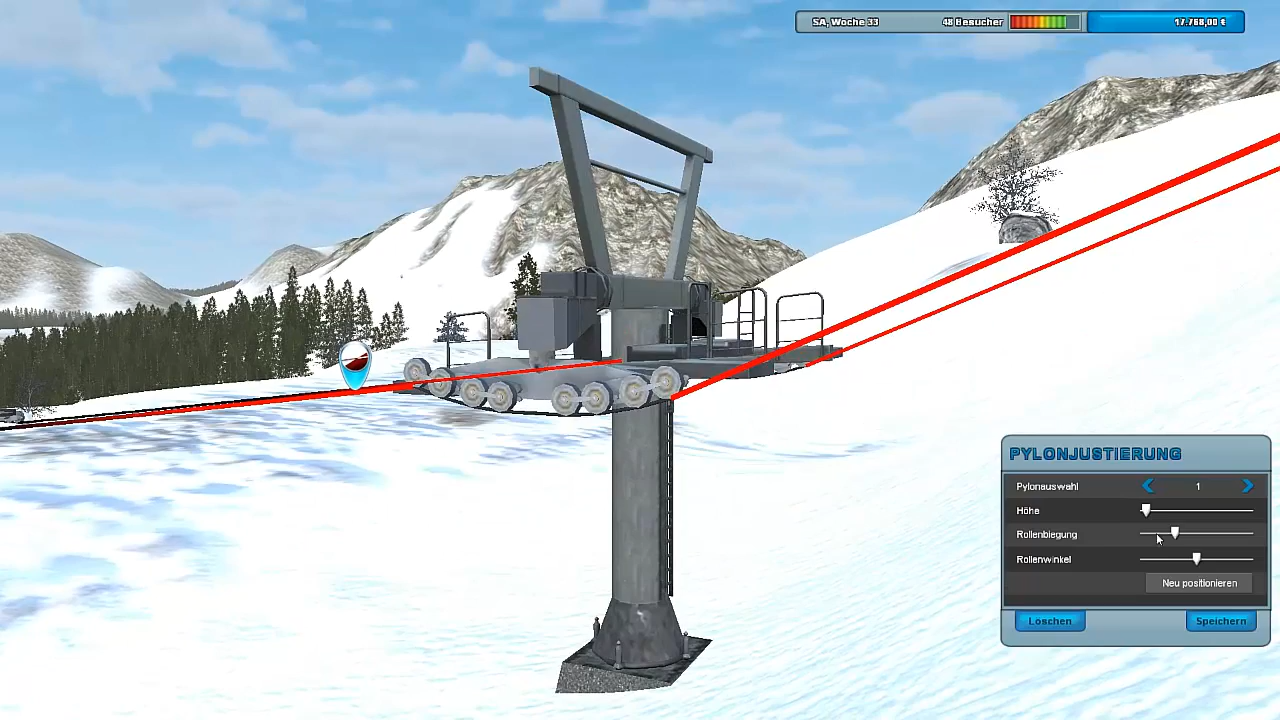 SA, Woche 33 48 Besucher 17.768,00 €
PYLONJUSTIERUNG
Pylonauswahl 1
Höhe
Rollenbiegung
Rollenwinkel
Neu positionieren
Löschen Speichern